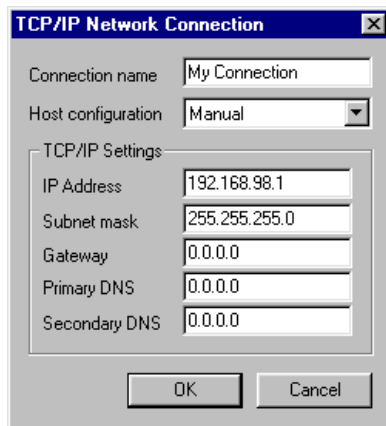 TCP/IP Network Connection
Connection name My Connection
Host configuration Manual
TCP/IP Settings
IP Address 192.168.98.1
Subnet mask 255.255.255.0
Gateway 0.0.0.0
Primary DNS 0.0.0.0
Secondary DNS 0.0.0.0
OK Cancel